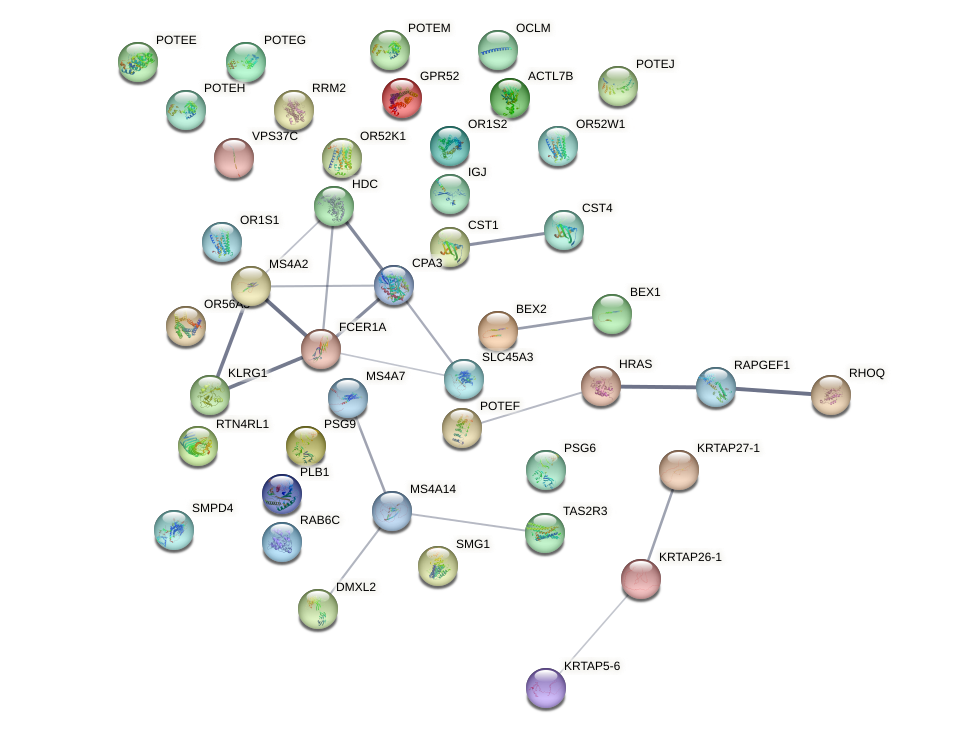 POTEE
POTEG
POTEM
OCLM
POTEJ
POTEH
RRM2
GPR52
ACTL7B
VPS37C
OR52K1
OR1S2
OR52W1
HDC
IGJ
OR1S1
CST1
CST4
MS4A2
CPA3
OR56A3
FCER1A
BEX2
BEX1
SLC45A3
KLRG1
MS4A7
HRAS
RAPGEF1
RHOQ
POTEF
RTN4RL1
PSG9
PSG6
KRTAP27-1
PLB1
MS4A14
SMPD4
RAB6C
TAS2R3
SMG1
KRTAP26-1
DMXL2
KRTAP5-6